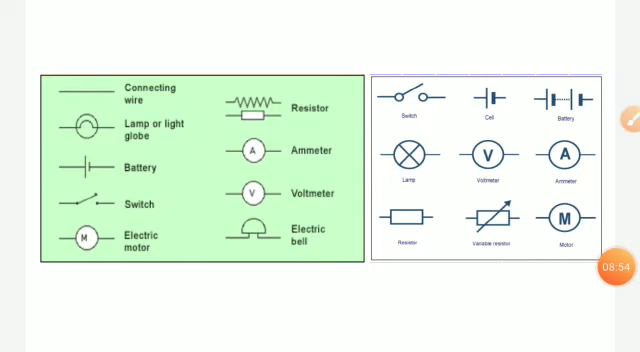 Connecting
wire
Lamp or light
globe
Battery
Switch
M
Electric
motor
Resistor
A
Ammeter
V
Voltmeter
Electric
bell
Switch
Cell
Battery
V
A
Lamp
Voltmeter
Ammeter
M
Resistor
Variable resistor
Motor
08:54